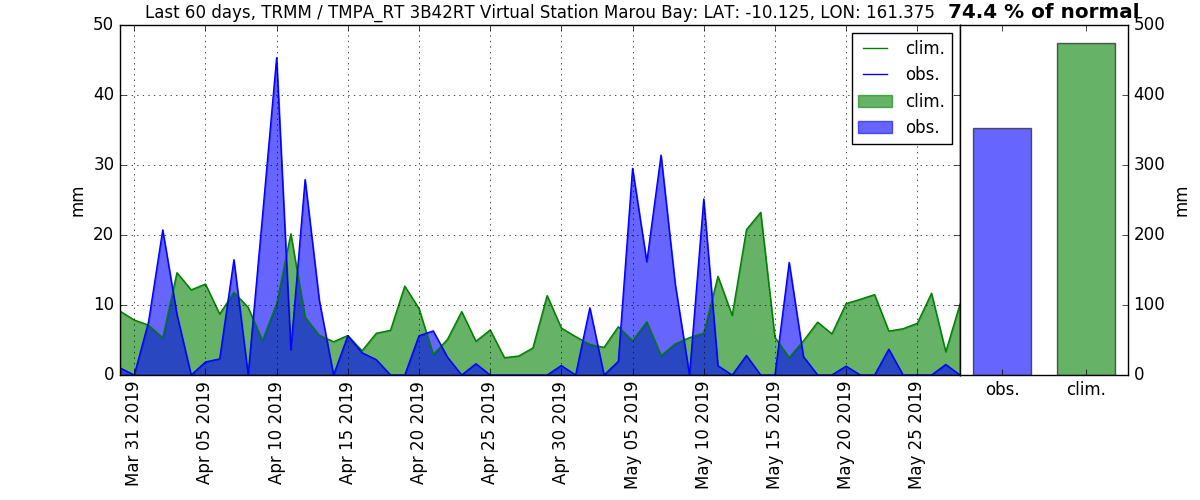 Last 60 days, TRMM / TMPA_RT 3B42RT Virtual Station Marou Bay: LAT: -10.125, LON: 161.375
74.4 % of normal
50
40
30
20
10
0
mm
clim.
obs.
clim.
obs.
Mar 31 2019
Apr 05 2019
Apr 10 2019
Apr 15 2019
Apr 20 2019
Apr 25 2019
Apr 30 2019
May 05 2019
May 10 2019
May 15 2019
May 20 2019
May 25 2019
500
400
300
200
100
0
mm
obs.
clim.